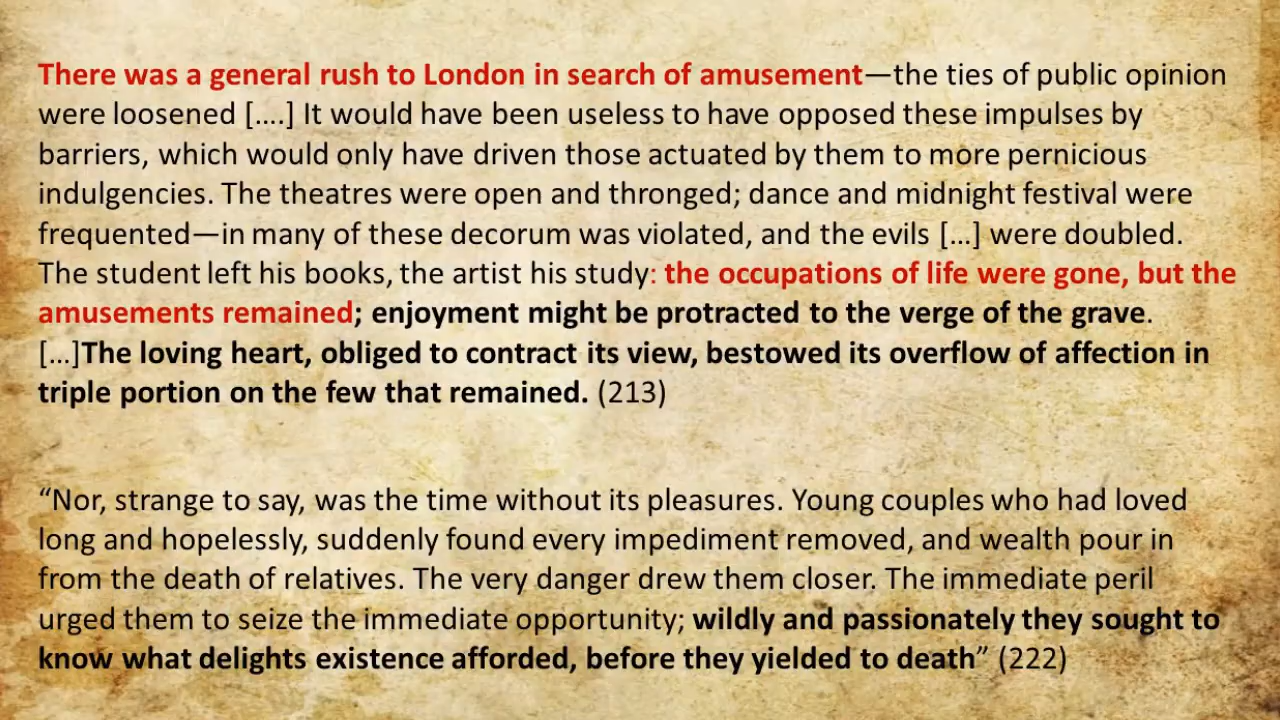 There was a general rush to London in search of amusement—the ties of public opinion
were loosened [....] It would have been useless to have opposed these impulses by
barriers, which would only have driven those actuated by them to more pernicious
indulgencies. The theatres were open and thronged; dance and midnight festival were
frequented—in many of these decorum was violated, and the evils [...] were doubled.
The student left his books, the artist his study: the occupations of life were gone, but the
amusements remained; enjoyment might be protracted to the verge of the grave.
[...]The loving heart, obliged to contract its view, bestowed its overflow of affection in
triple portion on the few that remained. (213)
“Nor, strange to say, was the time without its pleasures. Young couples who had loved
long and hopelessly, suddenly found every impediment removed, and wealth pour in
from the death of relatives. The very danger drew them closer. The immediate peril
urged them to seize the immediate opportunity; wildly and passionately they sought to
know what delights existence afforded, before they yielded to death” (222)